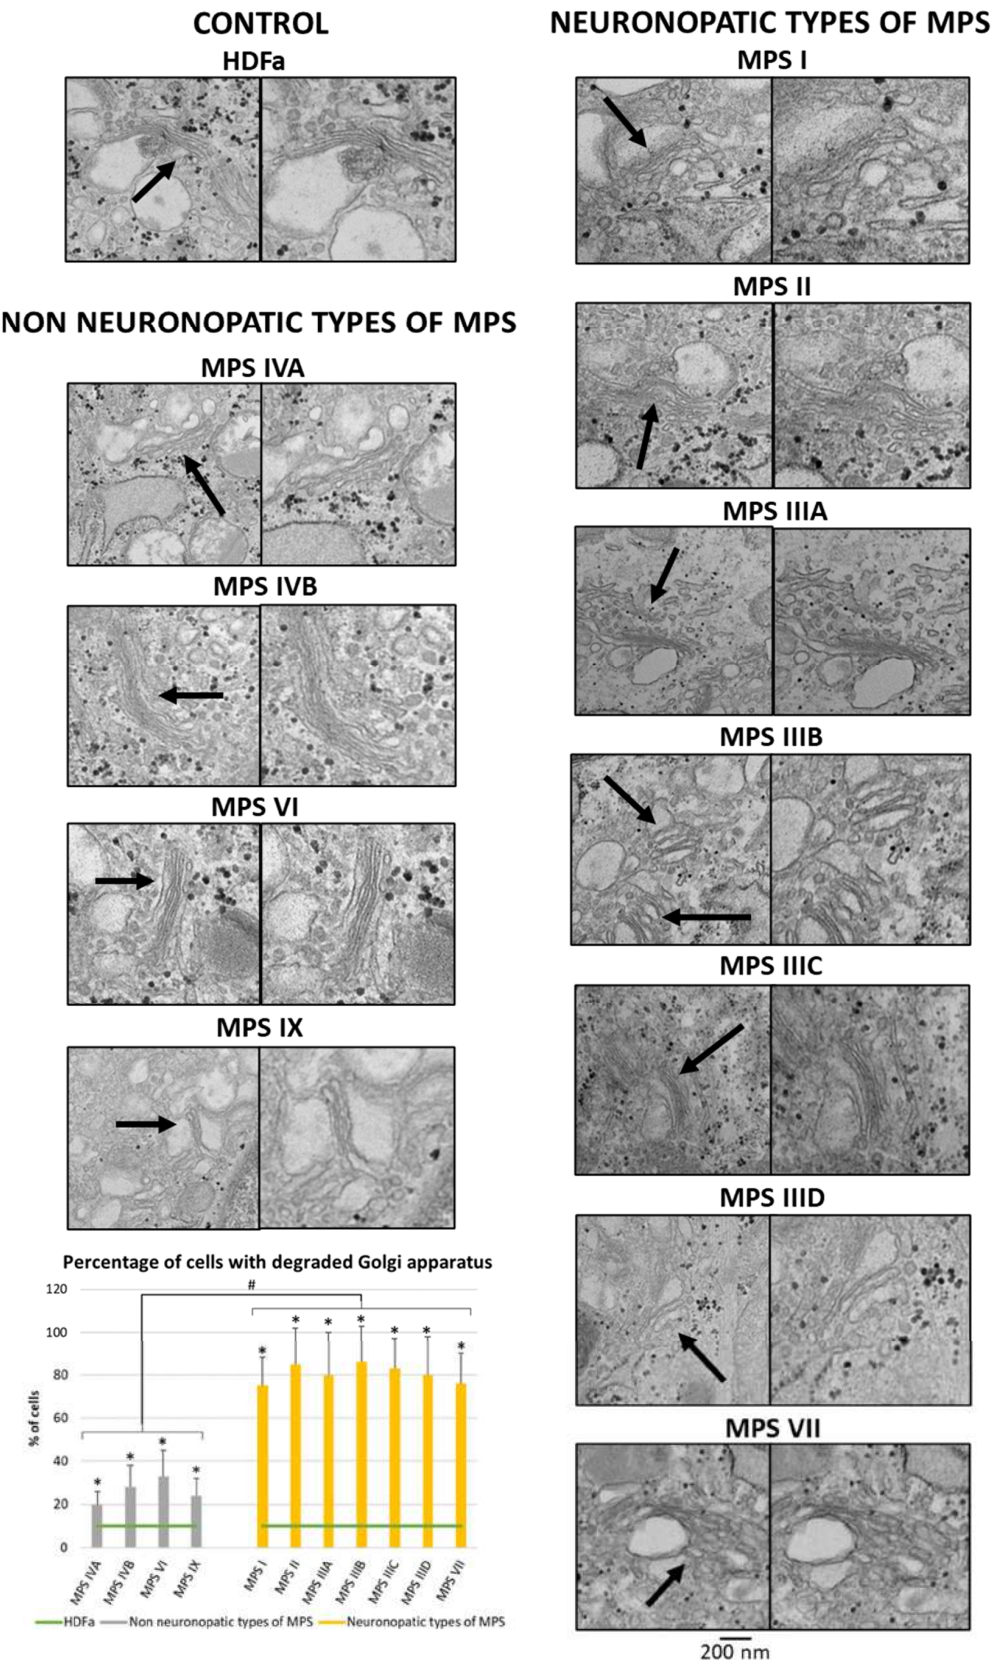 CONTROL
HDFa
NON NEURONOPATIC TYPES OF MPS
MPS IVA
MPS IVB
MPS VI
MPS IX
NEURONOPATIC TYPES OF MPS
MPS I
MPS II
MPS IIIA
MPS IIIB
MPS IIIC
MPS IIID
MPS VII
200 nm
Percentage of cells with degraded Golgi apparatus
% of cells
120
100
80
60
40
20
0
#
* * * *
* * * * * * *
MPS IVA
MPS IVB
MPS VI
MPS IX
MPS I
MPS II
MPS IIIA
MPS IIIB
MPS IIIC
MPS IIID
MPS VII
HDFa Non neuronopatic types of MPS Neuronopatic types of MPS